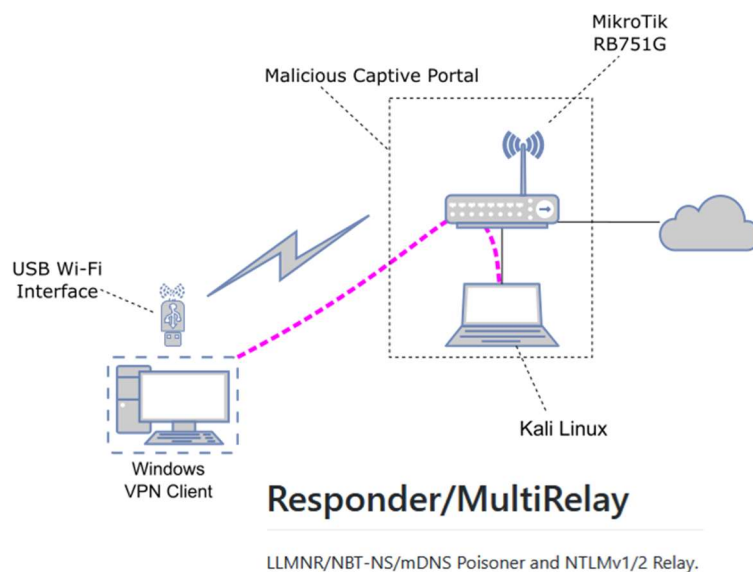 MikroTik
RB751G
Malicious Captive Portal
USB Wi-Fi
Interface
Kali Linux
Windows
VPN Client
Responder/MultiRelay
LLMNR/NBT-NS/mDNS Poisoner and NTLMv1/2 Relay.